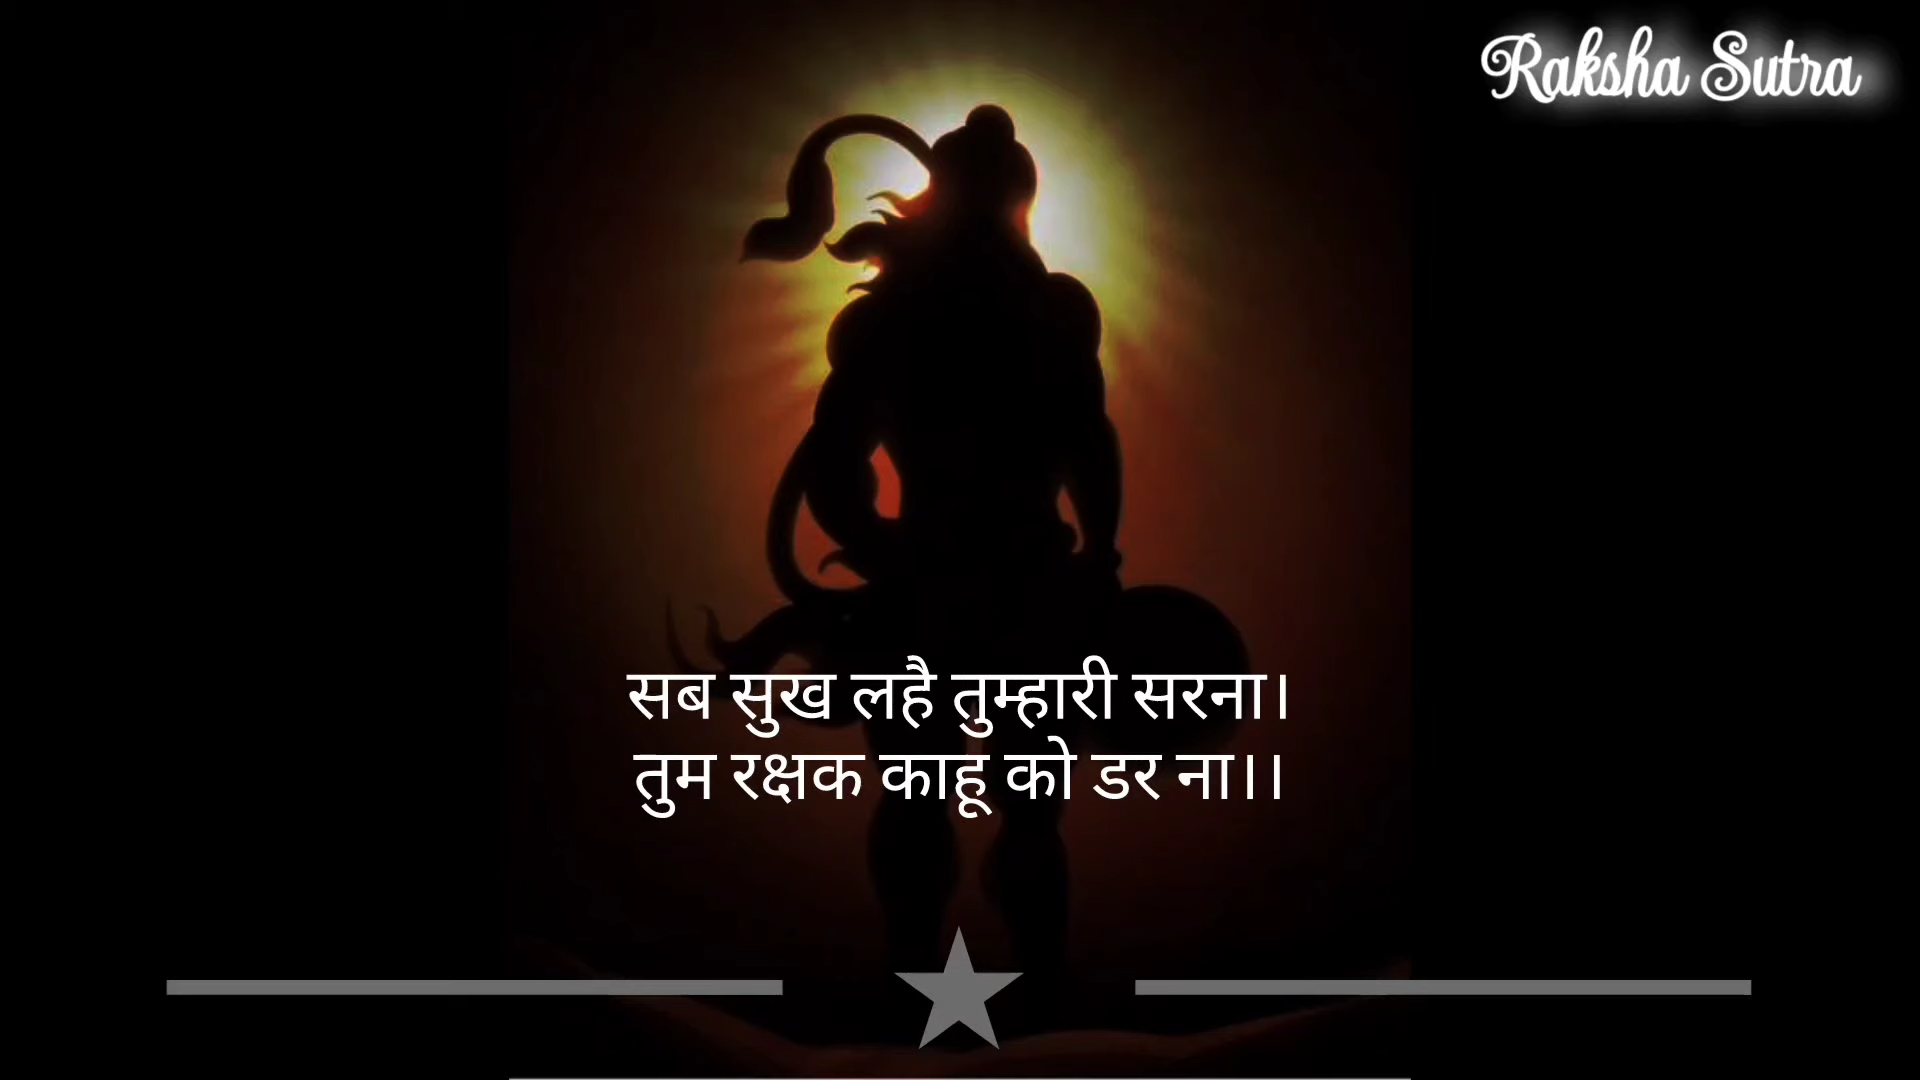 Raksha Sutra
सब सुख लहै तुम्हारी सरना।
तुम रक्षक काहू को डर ना।।